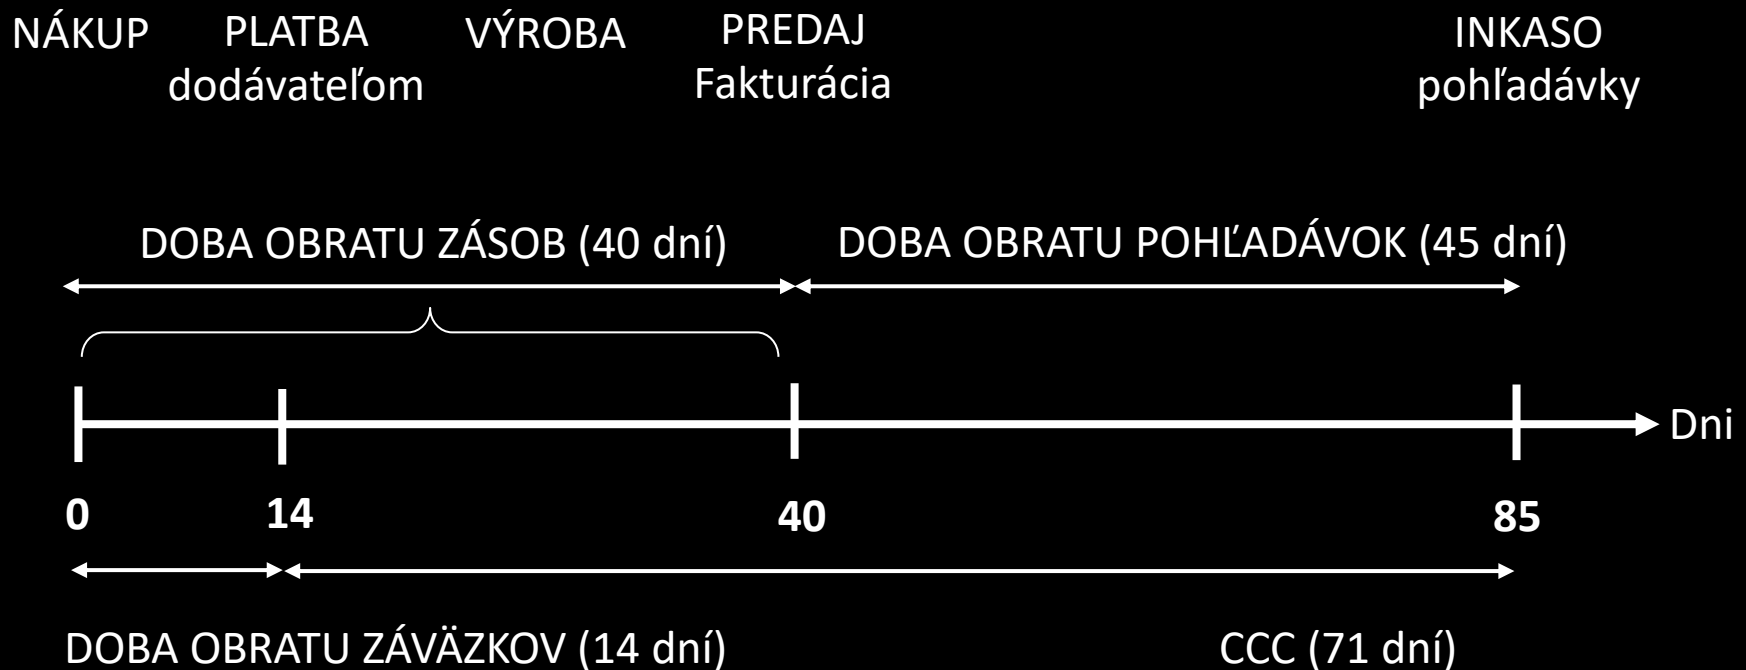 NÁKUP
PLATBA
dodávateľom
VÝROBA
PREDAJ
Fakturácia
INKASO
pohľadávky
DOBA OBRATU ZÁSOB (40 dní)
DOBA OBRATU POHĽADÁVOK (45 dní)
Dni
0
14
40
85
DOBA OBRATU ZÁVÄZKOV (14 dní)
CCC (71 dní)